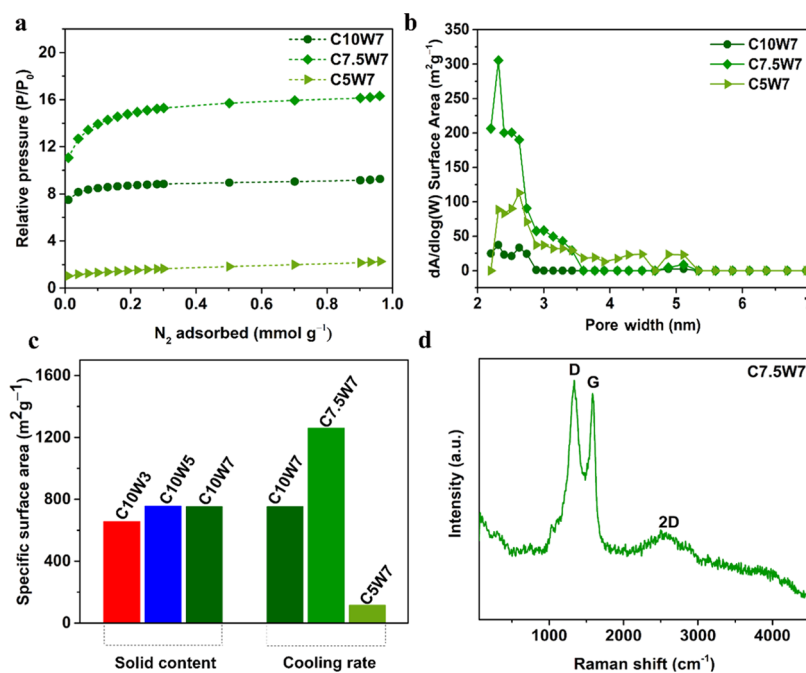 a
Relative pressure (P/P₀)
20
16
12
8
4
0
0.0 0.2 0.4 0.6 0.8 1.0
N₂ adsorbed (mmol g⁻¹)
C10W7
C7.5W7
C5W7
b
dA/dlog(W) Surface Area (m²g⁻¹)
350
300
250
200
150
100
50
0
2 3 4 5 6 7
Pore width (nm)
C10W7
C7.5W7
C5W7
c
Specific surface area (m²g⁻¹)
1600
1200
800
400
0
C10W3
C10W5
C10W7
C10W7
C7.5W7
C5W7
Solid content
Cooling rate
d
C7.5W7
Intensity (a.u.)
D
G
2D
1000 2000 3000 4000
Raman shift (cm⁻¹)